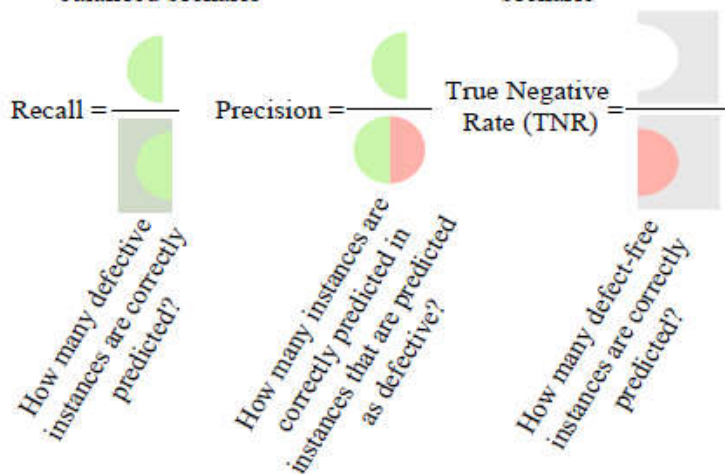 Recall =
Precision =
True Negative
Rate (TNR)
=
How many defective
instances are correctly
predicted?
How many instances are
correctly predicted in
instances that are predicted
as defective?
How many defect-free
instances are correctly
predicted?